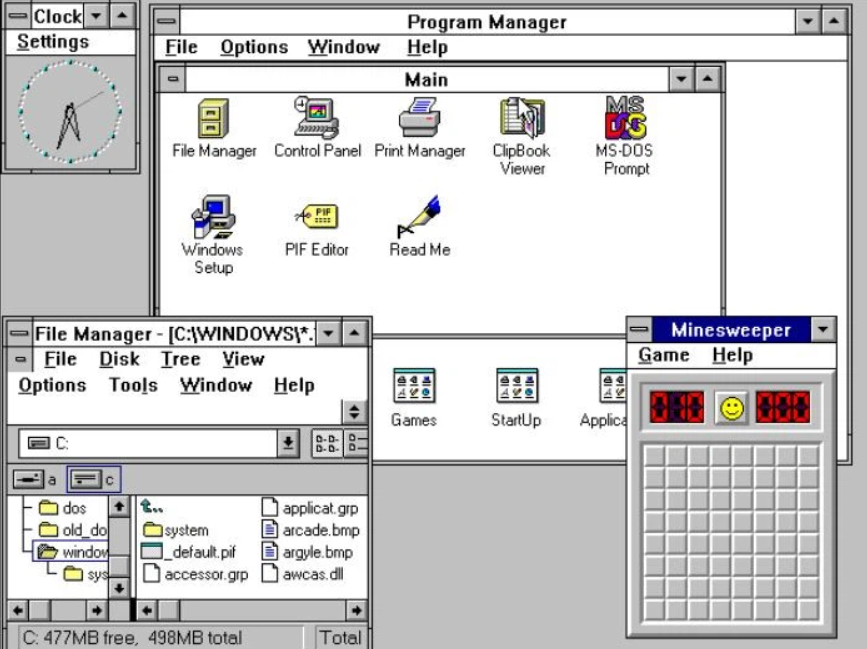 Clock
Settings
Program Manager
File Options Window Help
Main
File Manager
Control Panel
Print Manager
ClipBook
Viewer
MS-DOS
Prompt
MS
DOS
Windows
Setup
PIF
PIF Editor
Read Me
File Manager - [C:\WINDOWS\*.
File Disk Tree View
Options Tools Window Help
C:
a
c
dos
old_do
window
sys
..
system
_default.pif
accessor.grp
applicat.grp
arcade.bmp
argyle.bmp
awcas.dll
C: 477MB free, 498MB total
Total
Games
StartUp
Applica
Minesweeper
Game Help